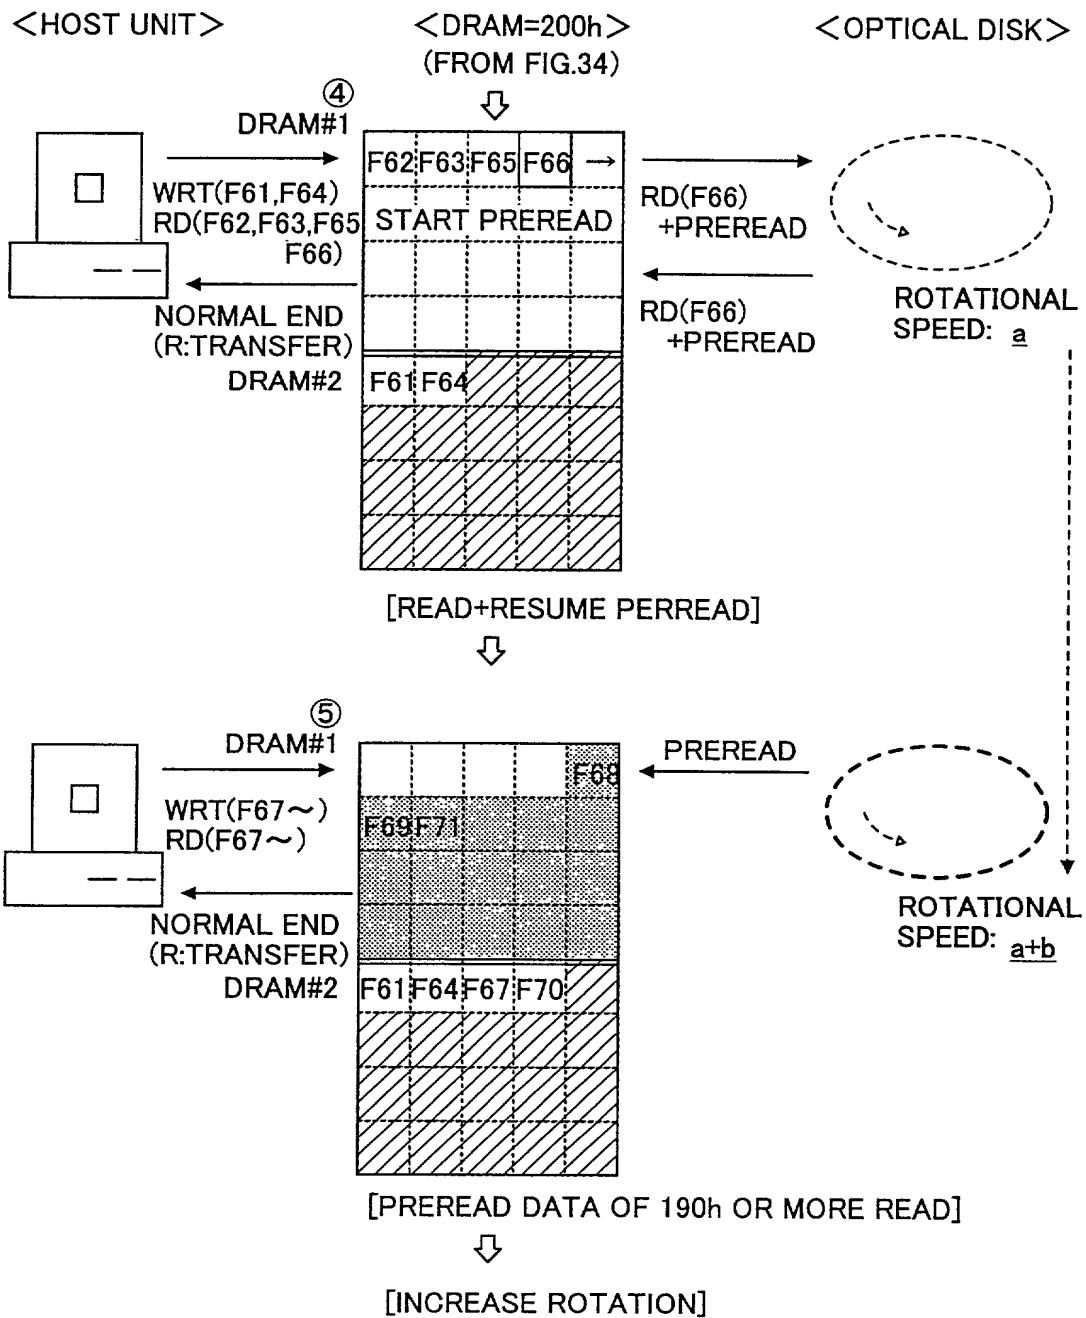 <HOST UNIT>
<DRAM=200h>
<OPTICAL DISK>
(FROM FIG.34)
④
DRAM#1
F62 F63 F65 F66 →
WRT(F61,F64)
RD(F62,F63,F65
F66)
START PREREAD
RD(F66)
+PREREAD
NORMAL END
(R:TRANSFER)
RD(F66)
+PREREAD
ROTATIONAL
SPEED: a
DRAM#2
F61 F64
[READ+RESUME PERREAD]
⑤
DRAM#1
PREREAD
F68
WRT(F67～)
RD(F67～)
F69 F71
NORMAL END
(R:TRANSFER)
ROTATIONAL
SPEED: a+b
DRAM#2
F61 F64 F67 F70
[PREREAD DATA OF 190h OR MORE READ]
[INCREASE ROTATION]